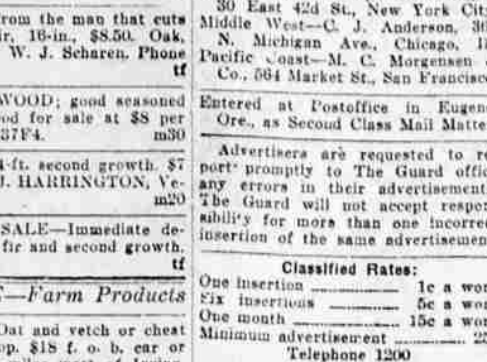 from the man that cuts
ir, 16-in., $8.50. Oak,
W. J. Scharen. Phone
tf
WOOD; good seasoned
od for sale at $8 per
37F4. m30
4-ft. second growth. $7
J. HARRINGTON, Ve-
m20
SALE—Immediate de-
fir and second growth.
tf
E—Farm Products
Oat and vetch or cheat
op. $18 f. o. b. car or
30 East 42d St., New York City
Middle West—C. J. Anderson, 36
N. Michigan Ave., Chicago, Il
Pacific Coast—M. C. Morgensen
Co., 564 Market St., San Francisco
Entered at Postoffice in Eugen
Ore., as Second Class Mail Matte
Advertisers are requested to re
port promptly to The Guard offic
any errors in their advertisement
The Guard will not accept respon
sibility for more than one incorrec
insertion of the same advertisemen
Classified Rates:
One insertion 1c a wor
Six insertions 5c a wor
One month 15c a wor
Minimum advertisement 2
Telephone 1200